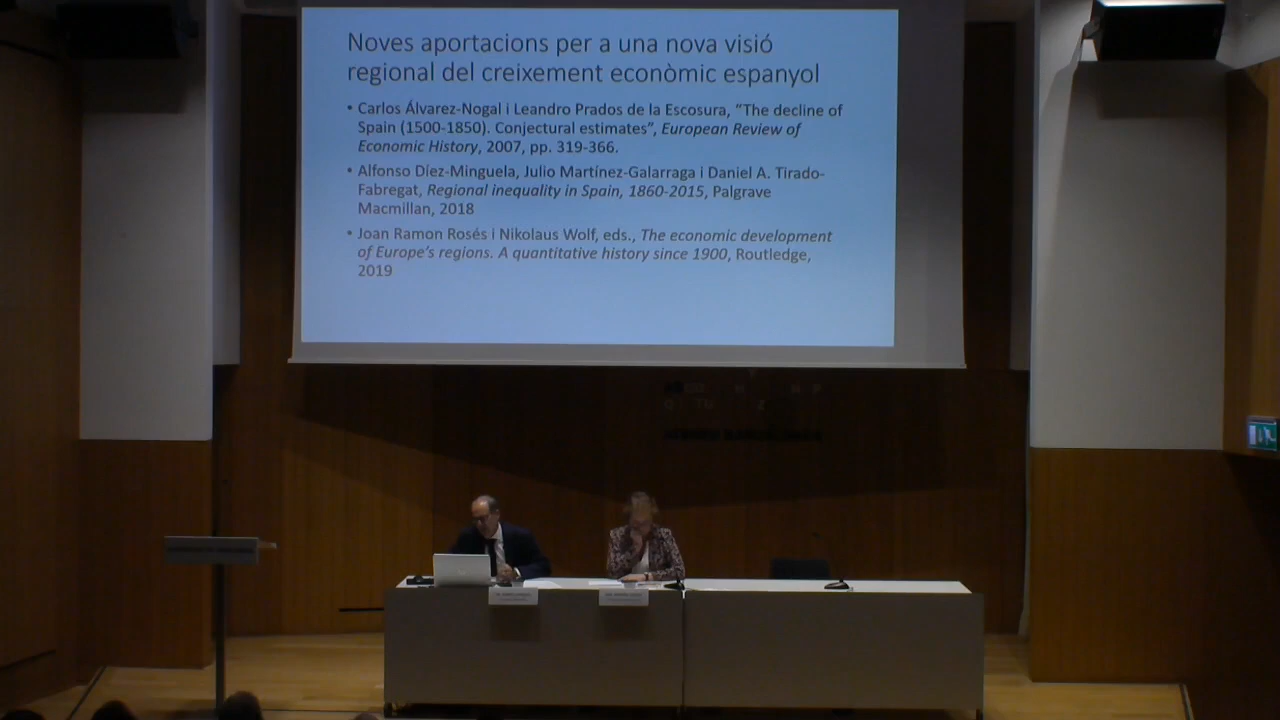 Noves aportacions per a una nova visió
regional del creixement econòmic espanyol
• Carlos Álvarez-Nogal i Leandro Prados de la Escosura, "The decline of
Spain (1500-1850). Conjectural estimates", European Review of
Economic History, 2007, pp. 319-366.
• Alfonso Díez-Minguela, Julio Martínez-Galarraga i Daniel A. Tirado-
Fabregat, Regional inequality in Spain, 1860-2015, Palgrave
Macmillan, 2018
• Joan Ramon Rosés i Nikolaus Wolf, eds., The economic development
of Europe's regions. A quantitative history since 1900, Routledge,
2019